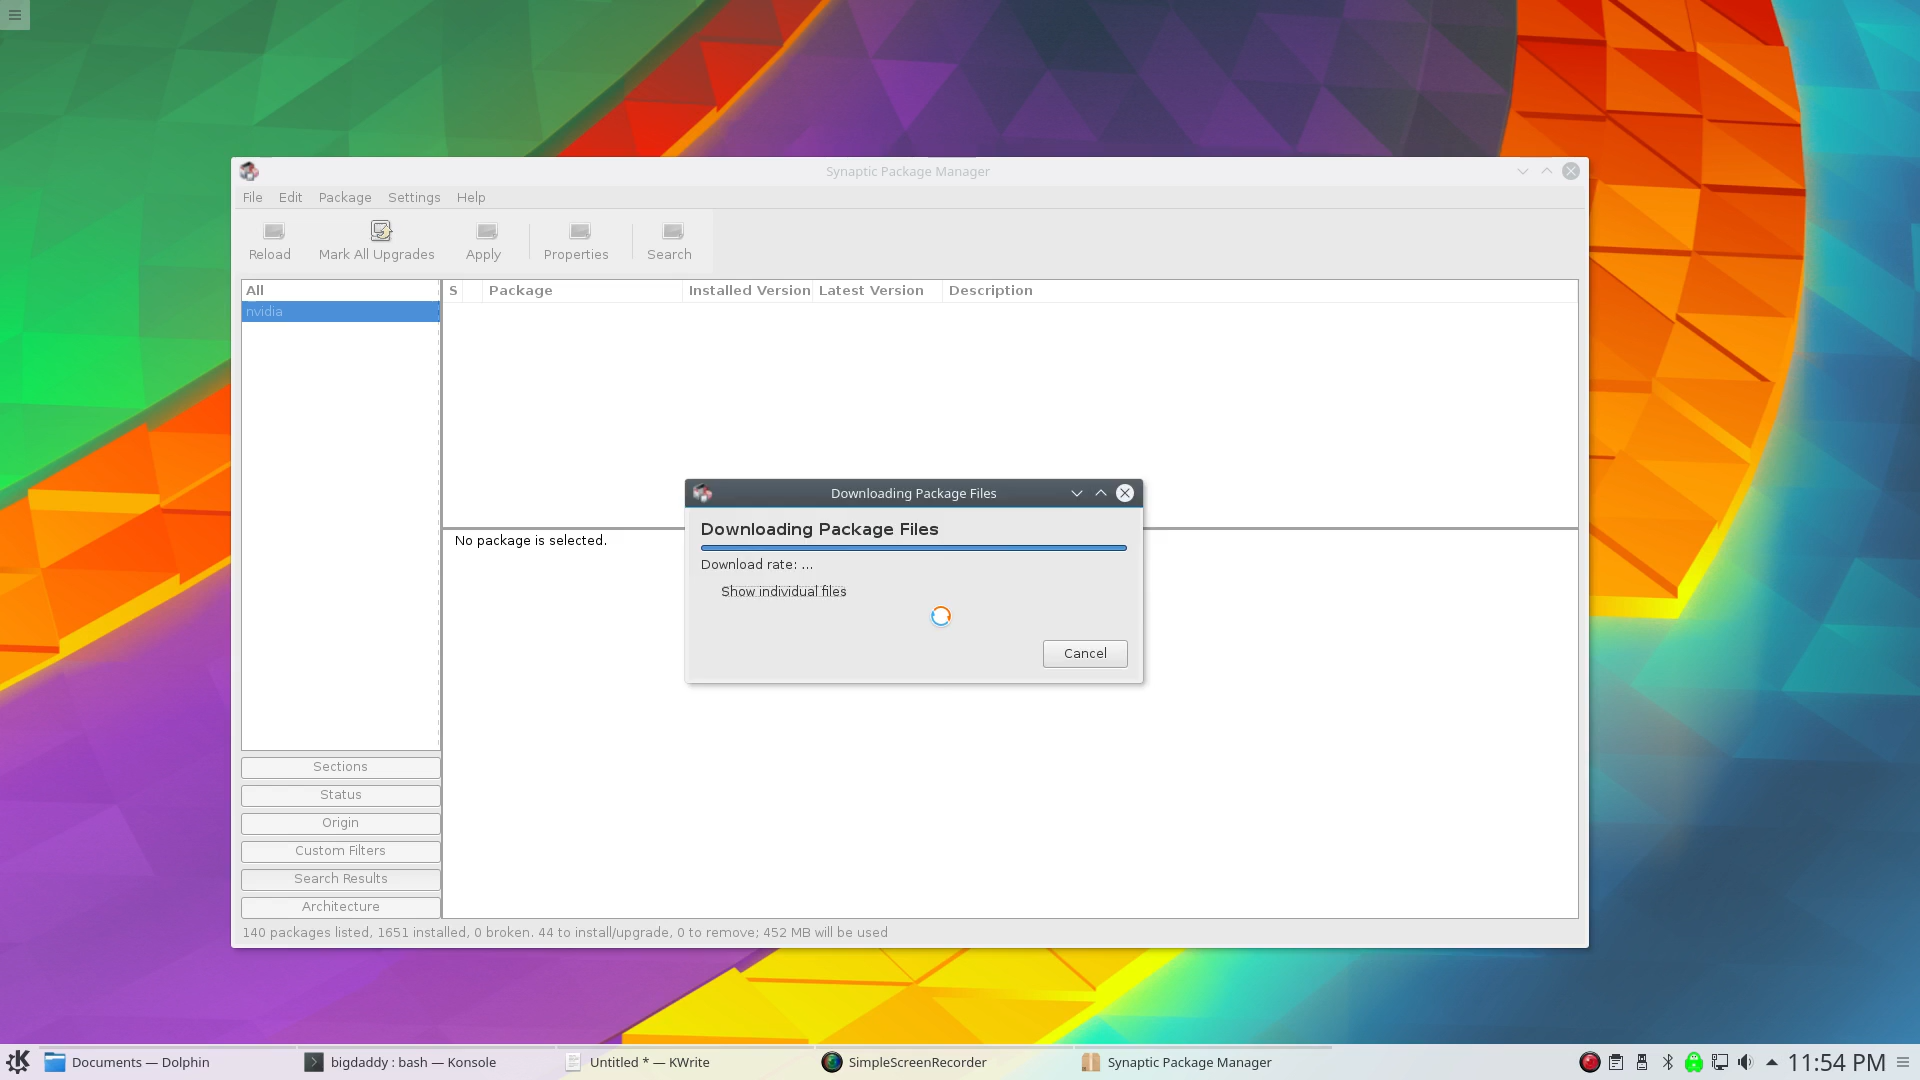 Synaptic Package Manager
File Edit Package Settings Help
Reload Mark All Upgrades Apply Properties Search
All
nvidia
S Package Installed Version Latest Version Description
Downloading Package Files
Downloading Package Files
Download rate: ...
Show individual files
Cancel
No package is selected.
Sections
Status
Origin
Custom Filters
Search Results
Architecture
140 packages listed, 1651 installed, 0 broken. 44 to install/upgrade, 0 to remove; 452 MB will be used
Documents — Dolphin bigdaddy : bash — Konsole Untitled * — KWrite SimpleScreenRecorder Synaptic Package Manager 11:54 PM